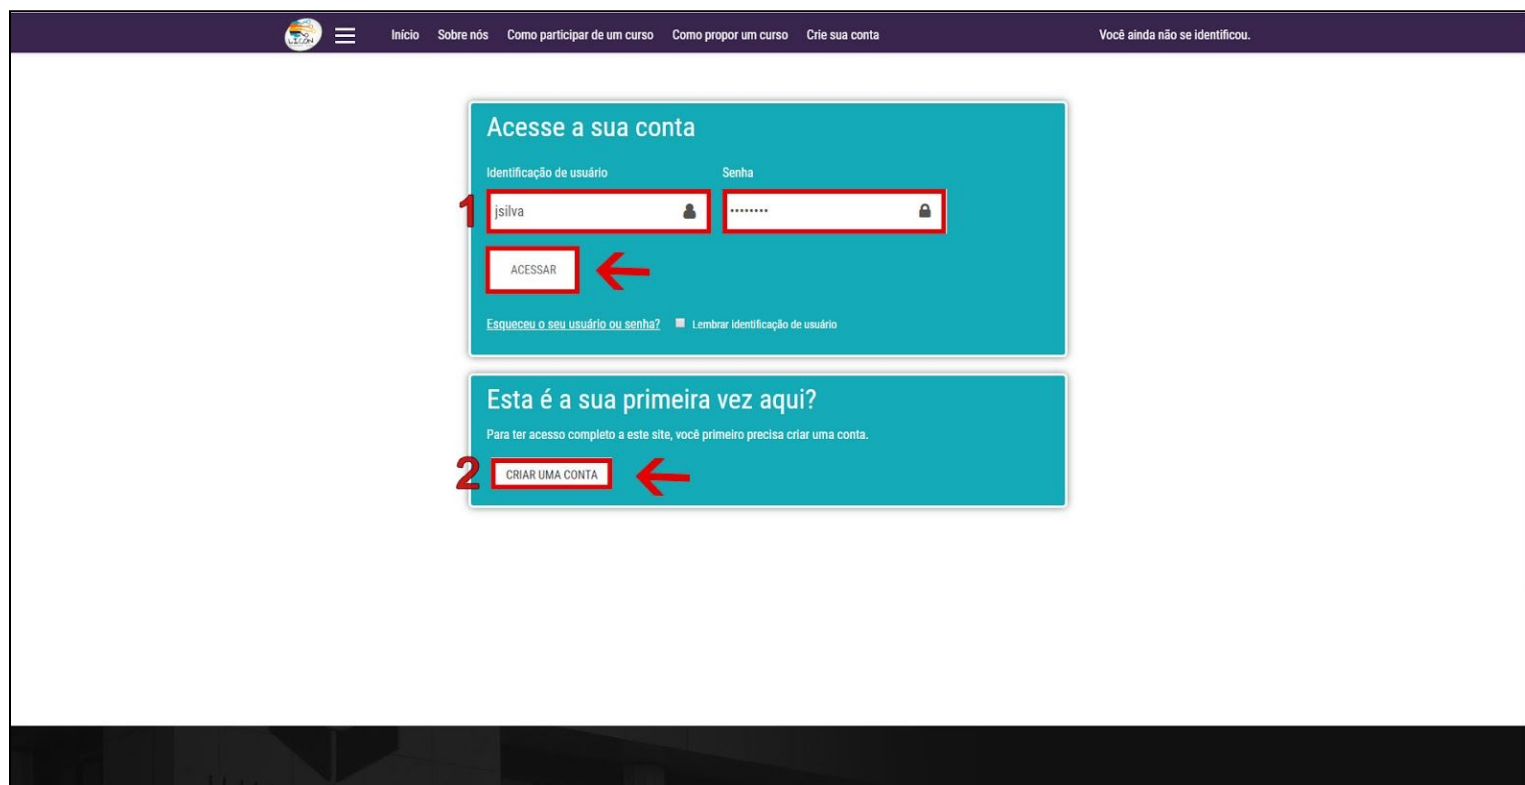 LICÓN
Início Sobre nós Como participar de um curso Como propor um curso Crie sua conta Você ainda não se identificou.
Acesse a sua conta
Identificação de usuário Senha
1 jsilva ········
ACESSAR
Esqueceu o seu usuário ou senha? Lembrar identificação de usuário
Esta é a sua primeira vez aqui?
Para ter acesso completo a este site, você primeiro precisa criar uma conta.
2 CRIAR UMA CONTA